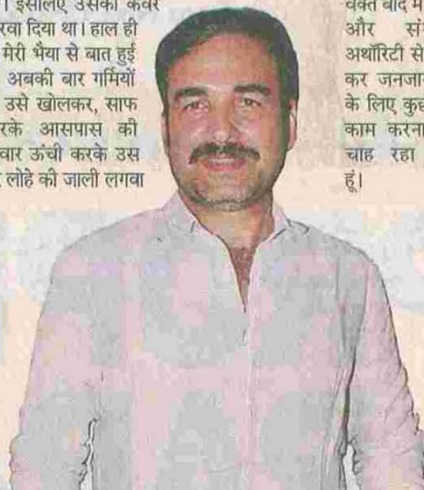 । इसीलिए उसको कवर
रवा दिया था। हाल ही
मेरी भैया से बात हुई
अबकी बार गर्मियों
उसे खोलकर, साफ
रके आसपास की
वार ऊंची करके उस
लोहे की जाली लगवा
वक्त बाद म
और सं
अथॉरिटी से
कर जनजा
के लिए कुछ
काम करना
चाह रहा
हूं।